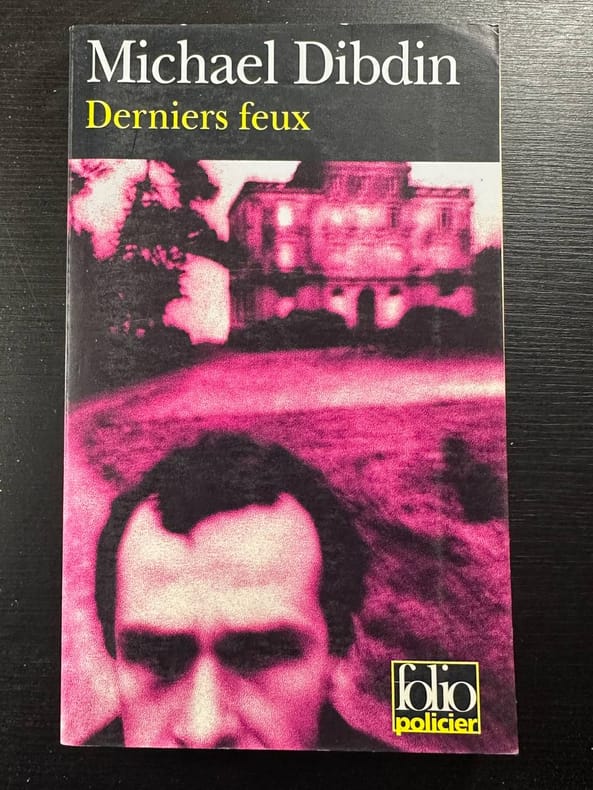 Michael Dibdin
Derniers feux
folio
policier